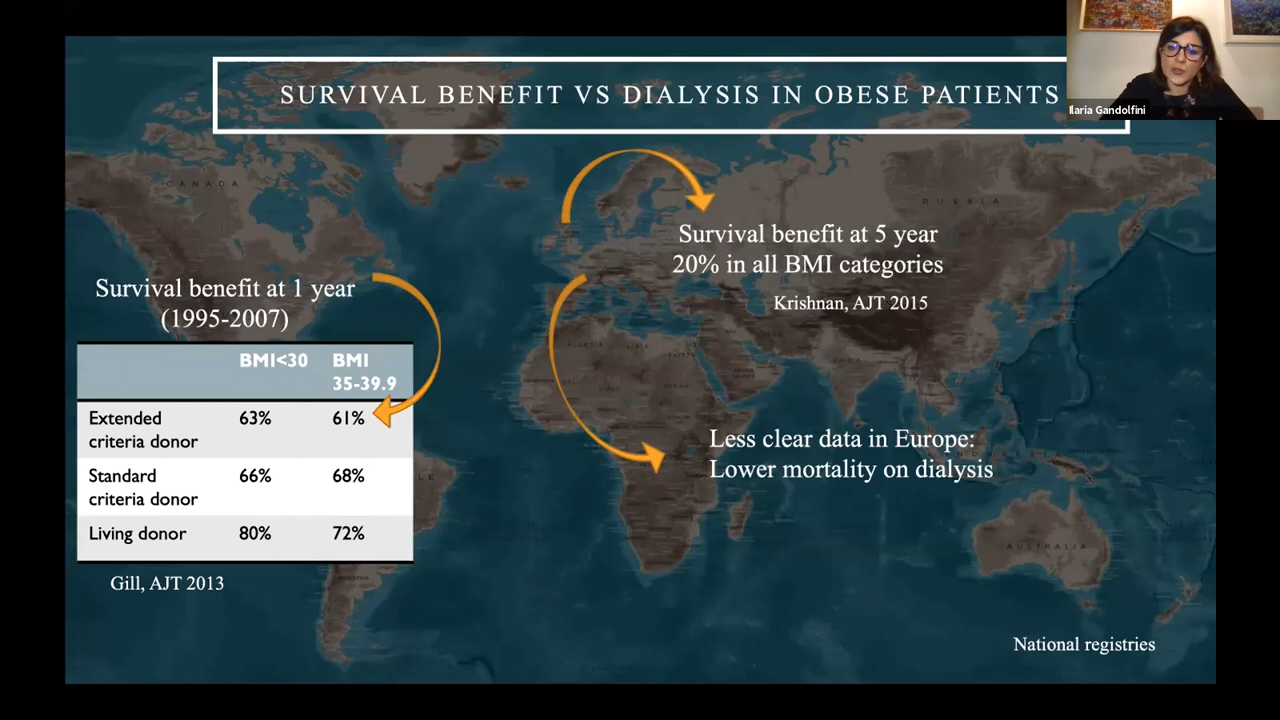 SURVIVAL BENEFIT VS DIALYSIS IN OBESE PATIENTS
Ilaria Gandolfini
CANADA
RUSSIA
Survival benefit at 5 year
20% in all BMI categories
Krishnan, AJT 2015
Survival benefit at 1 year
(1995-2007)
BMI<30 BMI
35-39.9
Extended 63% 61%
criteria donor
Standard 66% 68%
criteria donor
Living donor 80% 72%
Gill, AJT 2013
Less clear data in Europe:
Lower mortality on dialysis
AUSTRALIA
National registries